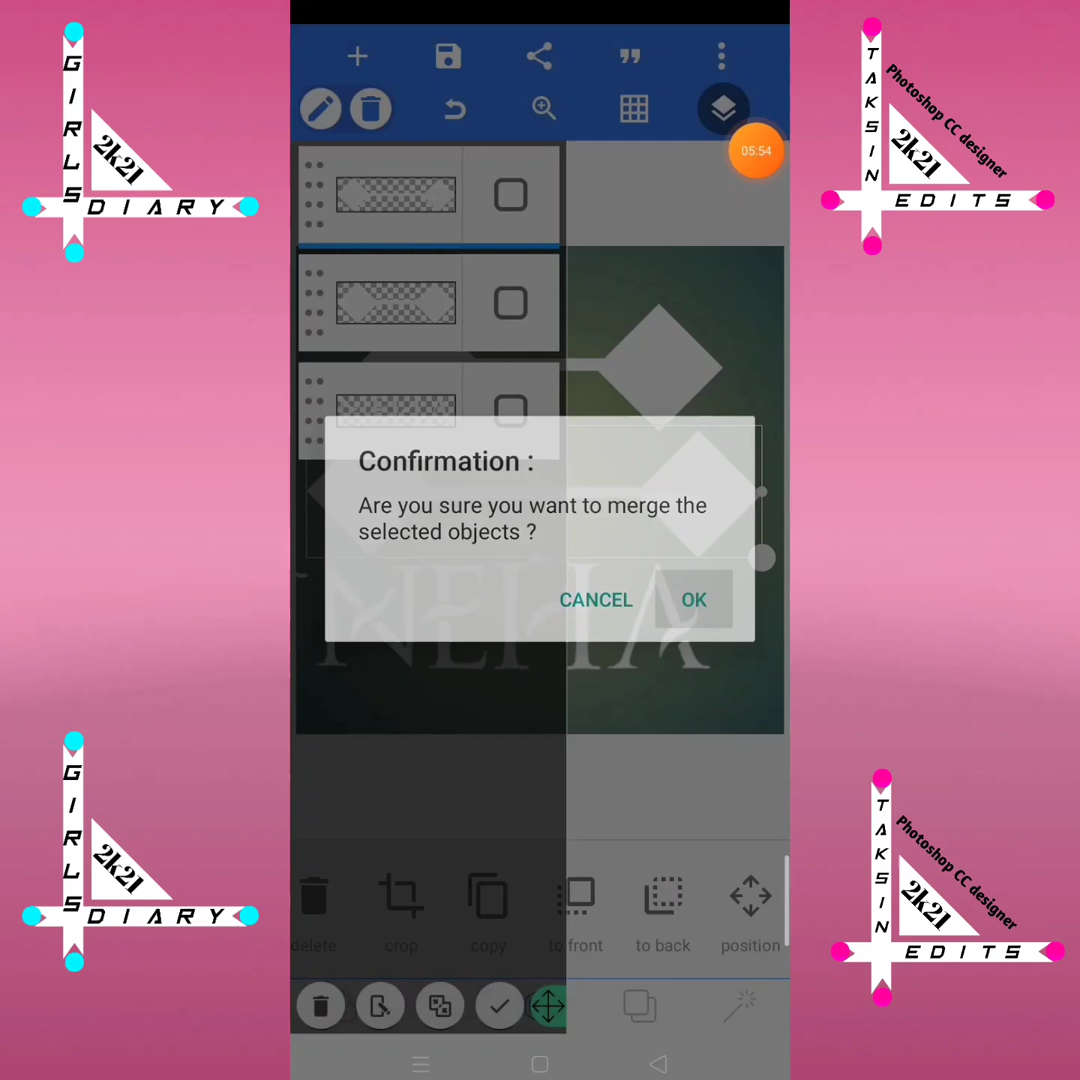 GIRLS
2k21
DIARY
TAKSIN
Photoshop CC designer
2k21
EDITS
05:54
Confirmation :
Are you sure you want to merge the
selected objects ?
CANCEL
OK
NEHA
delete
crop
copy
to front
to back
position
GIRLS
2k21
DIARY
TAKSIN
Photoshop CC designer
2k21
EDITS